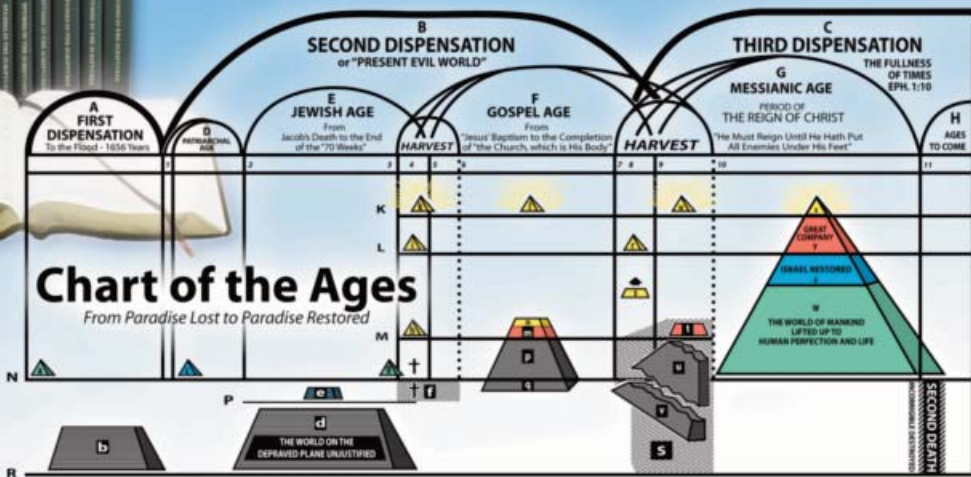 B
SECOND DISPENSATION
or "PRESENT EVIL WORLD"
C
THIRD DISPENSATION
THE FULLNESS
OF TIMES
EPH. 1:10
A
FIRST
DISPENSATION
To the Flood - 1656 Years
D
PATRIARCHAL
AGE
E
JEWISH AGE
From
Jacob's Death to the End
of the "70 Weeks"
HARVEST
F
GOSPEL AGE
From
"Jesus' Baptism to the Completion
of "the Church, which is His Body"
HARVEST
G
MESSIANIC AGE
PERIOD OF
THE REIGN OF CHRIST
"He Must Reign Until He Hath Put
All Enemies Under His Feet"
H
AGES
TO COME
1 2 3 4 5 6 7 8 9 10 11
K
L
Chart of the Ages
From Paradise Lost to Paradise Restored
M
N
P
R
b
e
d
THE WORLD ON THE
DEPRAVED PLANE UNJUSTIFIED
f
n
m
p
q
t
u
v
S
GREAT
COMPANY
y
ISRAEL RESTORED
z
W
THE WORLD OF MANKIND
LIFTED UP TO
HUMAN PERFECTION AND LIFE
INCORRIGIBLE DESTROYED
SECOND DEATH